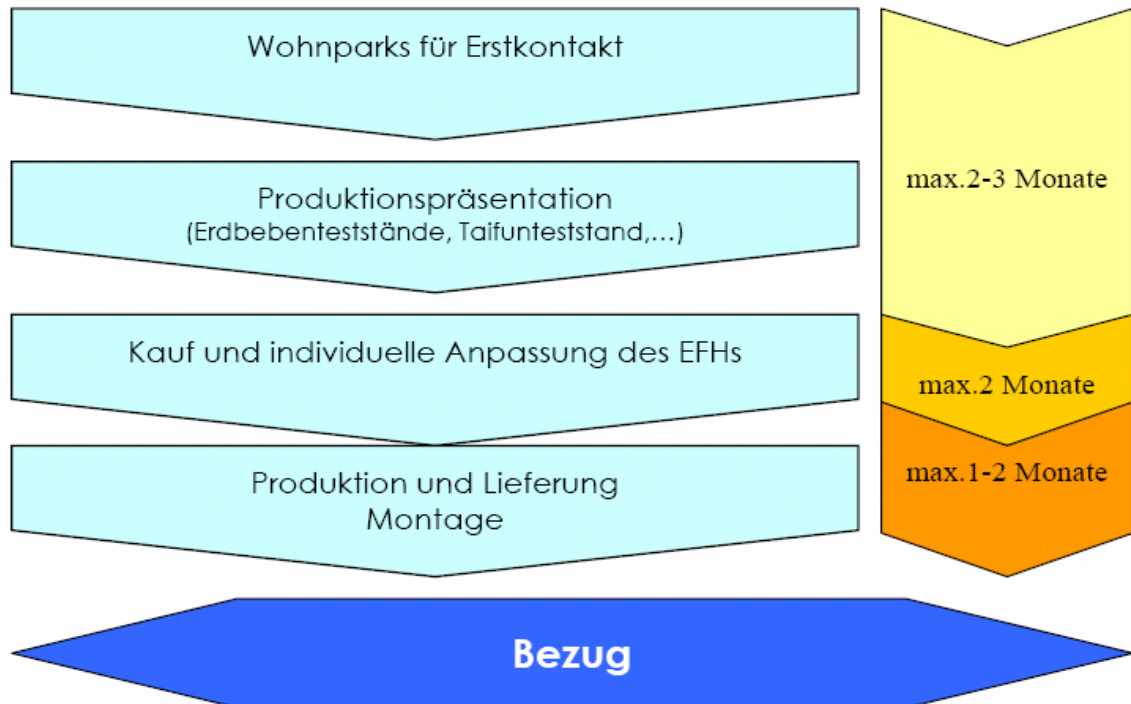 Wohnparks für Erstkontakt
Produktionspräsentation
(Erdbebenteststände, Taifunteststand,...)
max.2-3 Monate
Kauf und individuelle Anpassung des EFHs
max.2 Monate
Produktion und Lieferung
Montage
max.1-2 Monate
Bezug